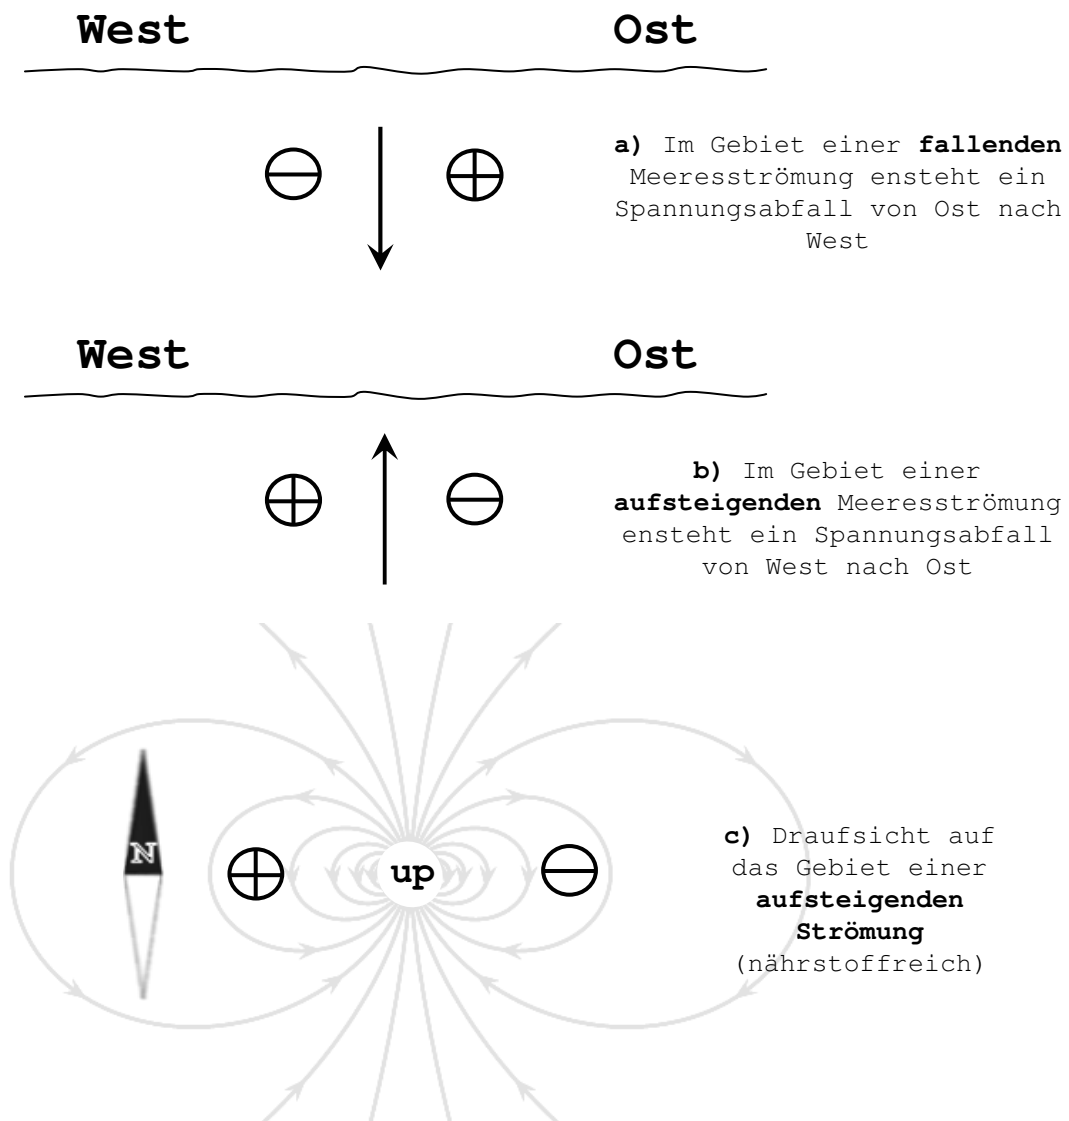 West Ost
a) Im Gebiet einer fallenden
Meeresströmung ensteht ein
Spannungsabfall von Ost nach
West
West Ost
b) Im Gebiet einer
aufsteigenden Meeresströmung
ensteht ein Spannungsabfall
von West nach Ost
N
up
c) Draufsicht auf
das Gebiet einer
aufsteigenden
Strömung
(nährstoffreich)